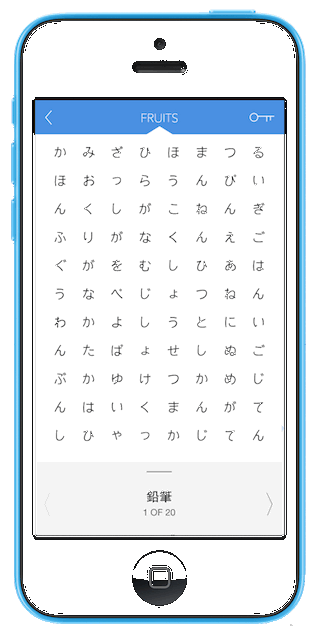 FRUITS
か み ざ ひ ほ ま つ る
ほ お っ ら う ん び い
ん く し が こ ね ん ぎ
ふ り が な く ん え ご
ぐ が を む し ひ あ は
う な べ じ ょ つ ね ん
わ か よ し う と に い
ん た ば ょ せ し ぬ ご
ぶ か ゆ け つ か め じ
ん は い く ま ん が て
し ひ ゃ っ か じ て ん
鉛筆
1 OF 20